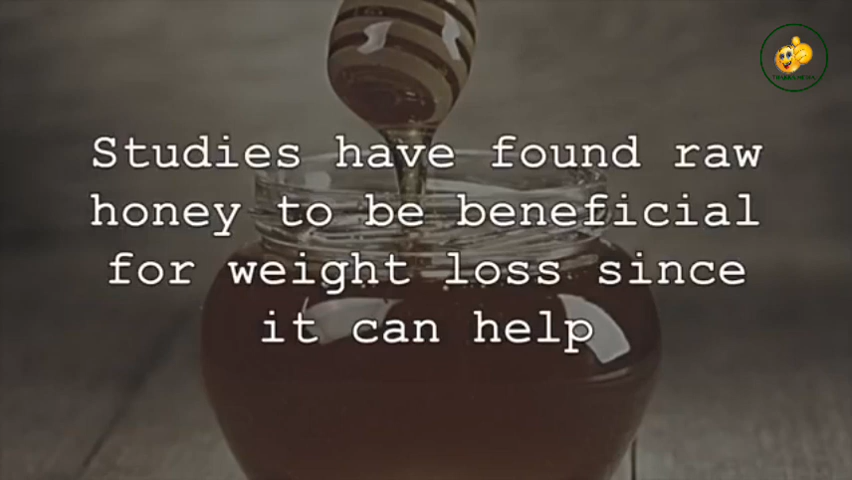 Studies have found raw
honey to be beneficial
for weight loss since
it can help